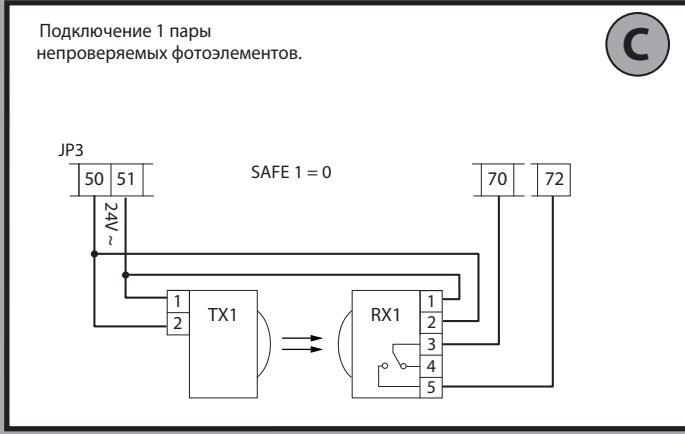 Подключение 1 пары
непроверяемых фотоэлементов.
C
JP3
50 51
SAFE 1 = 0
70 72
24V ~
1
2
TX1
RX1
1
2
3
4
5